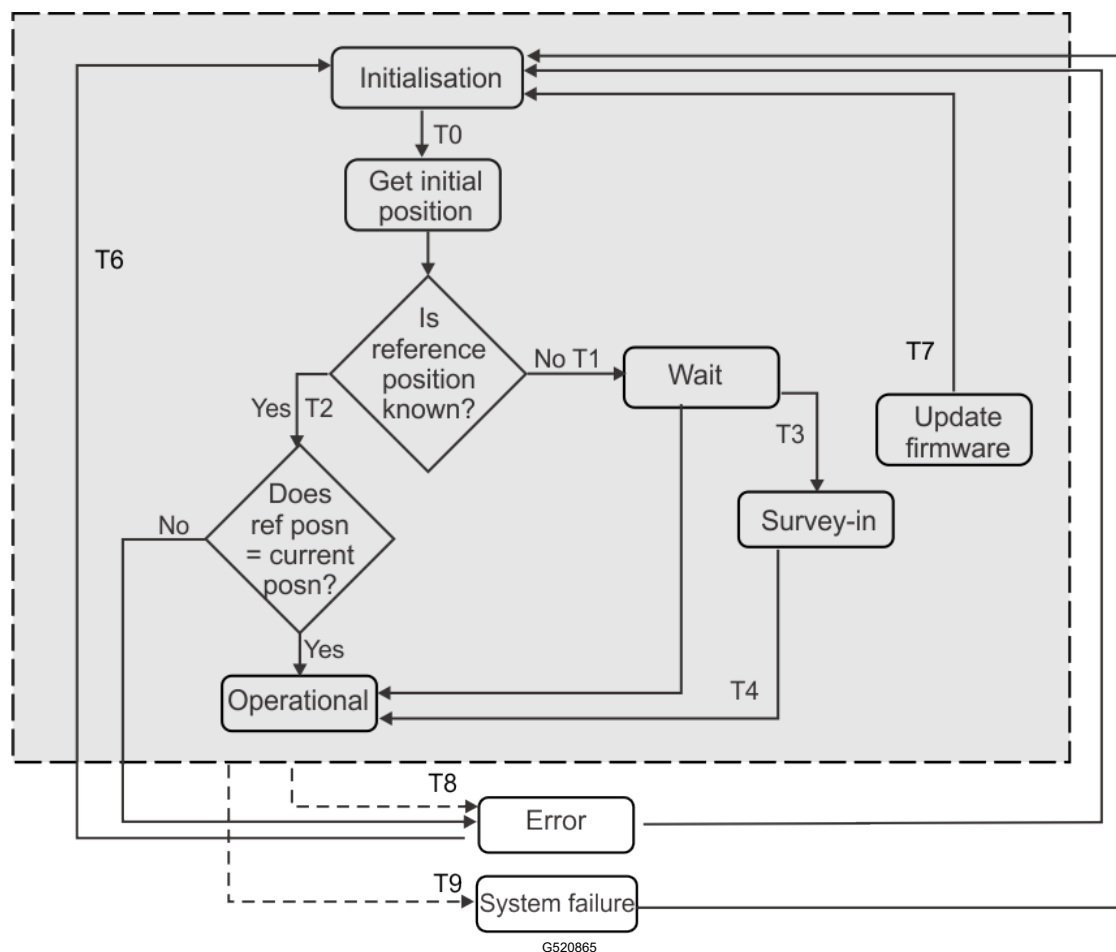 Initialisation
T0
Get initial
position
T6
Is
reference
position
known?
No T1
Wait
T7
Yes T2
T3
Update
firmware
Does
ref posn
= current
posn?
No
Survey-in
Yes
Operational
T4
T8
Error
T9
System failure
G520865